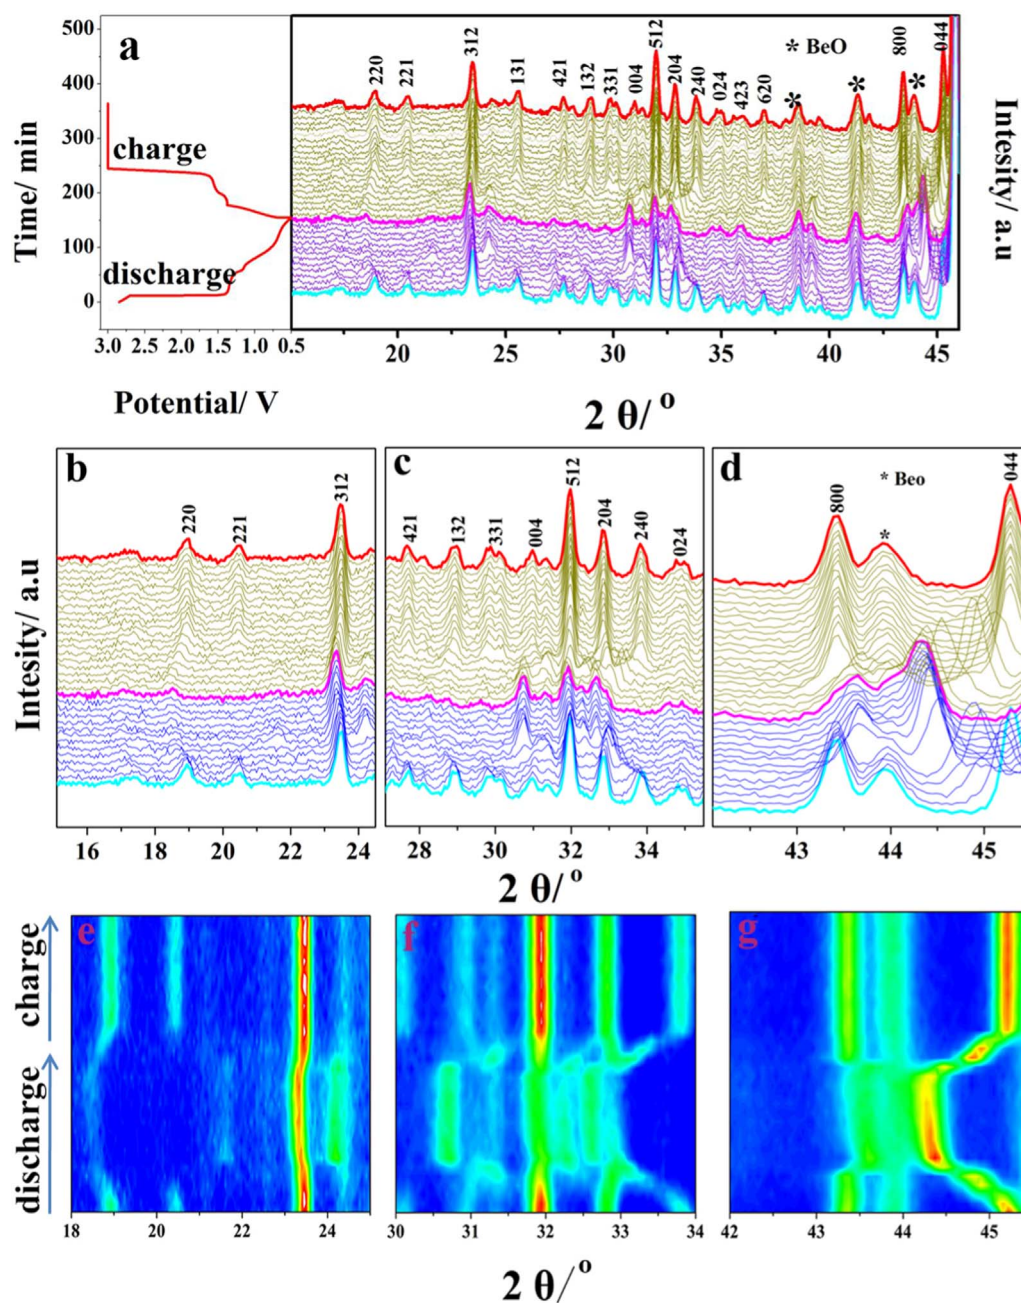 a
500
400
300
200
100
0
Time/ min
charge
discharge
3.0 2.5 2.0 1.5 1.0 0.5
Potential/ V
220 221 312 131 421 132 331 004 512 204 240 024 423 620 800 044
* BeO
* * *
20 25 30 35 40 45
2 θ/ °
Intesity/ a.u
b
220 221 312
16 18 20 22 24
c
421 132 331 004 512 204 240 024
28 30 32 34
d
800 * 044
* Beo
43 44 45
Intesity/ a.u
2 θ/ °
e
18 20 22 24
f
30 31 32 33 34
g
42 43 44 45
charge
discharge
2 θ/ °